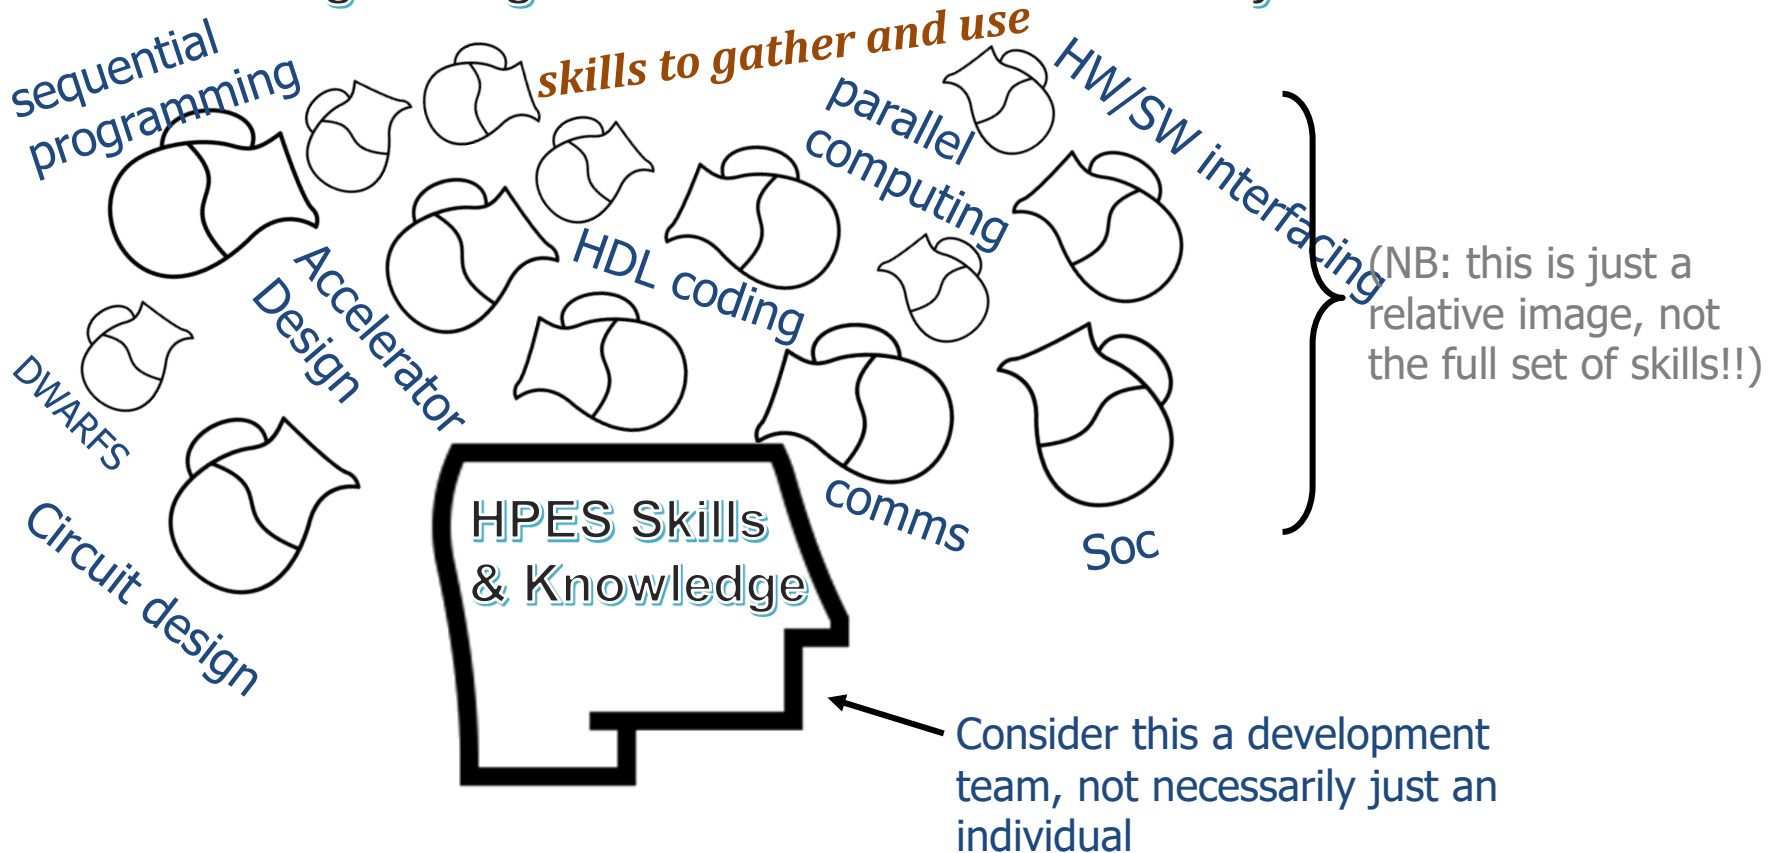 skills to gather and use
sequential
programming
parallel
computing
HW/SW interfacing
Accelerator
Design
HDL coding
DWARFS
Circuit design
comms
Soc
(NB: this is just a
relative image, not
the full set of skills!!)
HPES Skills
& Knowledge
Consider this a development
team, not necessarily just an
individual